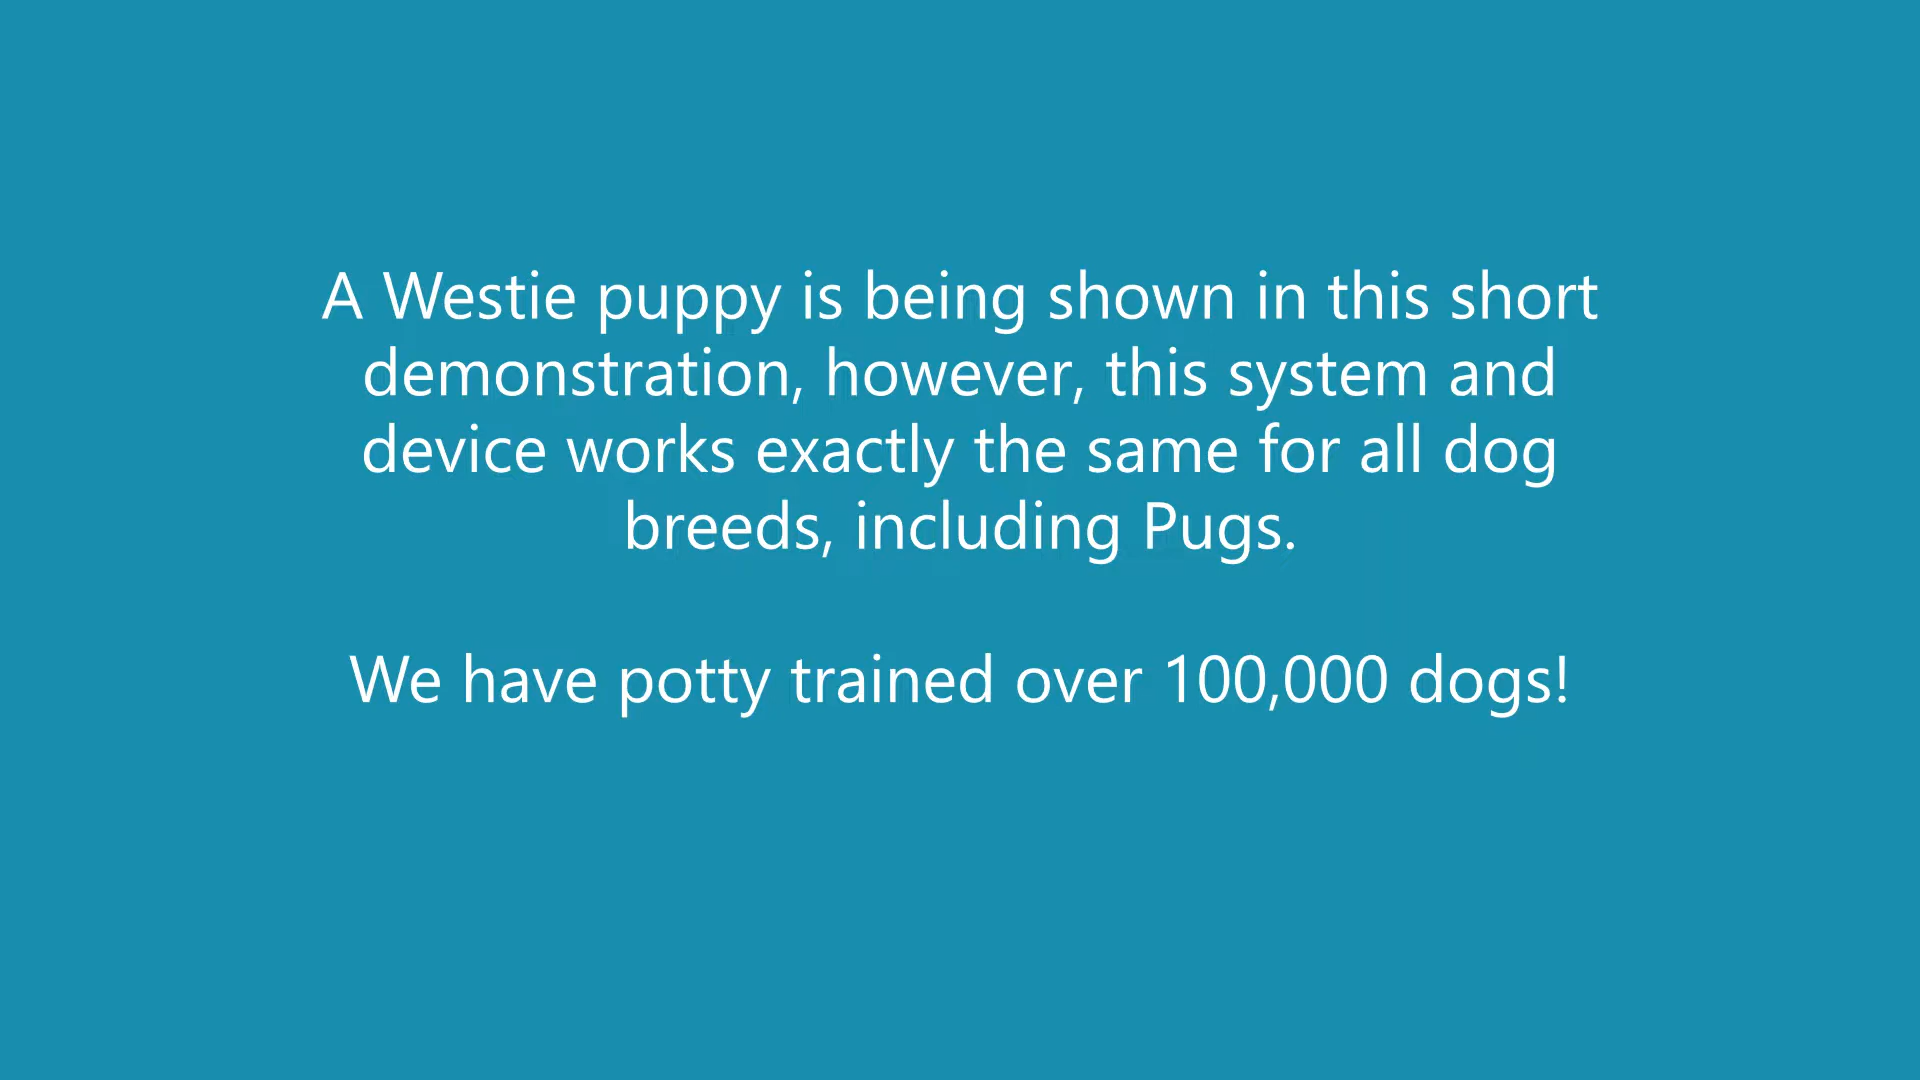 A Westie puppy is being shown in this short
demonstration, however, this system and
device works exactly the same for all dog
breeds, including Pugs.
We have potty trained over 100,000 dogs!